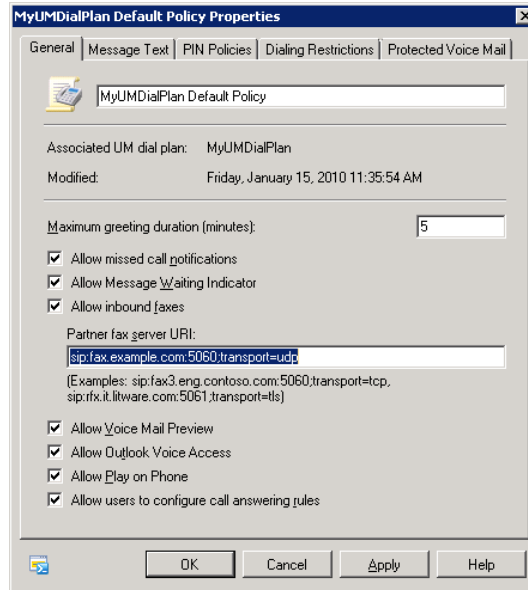 MyUMDialPlan Default Policy Properties
General Message Text PIN Policies Dialing Restrictions Protected Voice Mail
MyUMDialPlan Default Policy
Associated UM dial plan: MyUMDialPlan
Modified: Friday, January 15, 2010 11:35:54 AM
Maximum greeting duration (minutes): 5
Allow missed call notifications
Allow Message Waiting Indicator
Allow inbound faxes
Partner fax server URI:
sip:fax.example.com:5060;transport=udp
(Examples: sip:fax3.eng.contoso.com:5060;transport=tcp,
sip:rfx.it.litware.com:5061;transport=tls)
Allow Voice Mail Preview
Allow Outlook Voice Access
Allow Play on Phone
Allow users to configure call answering rules
OK Cancel Apply Help